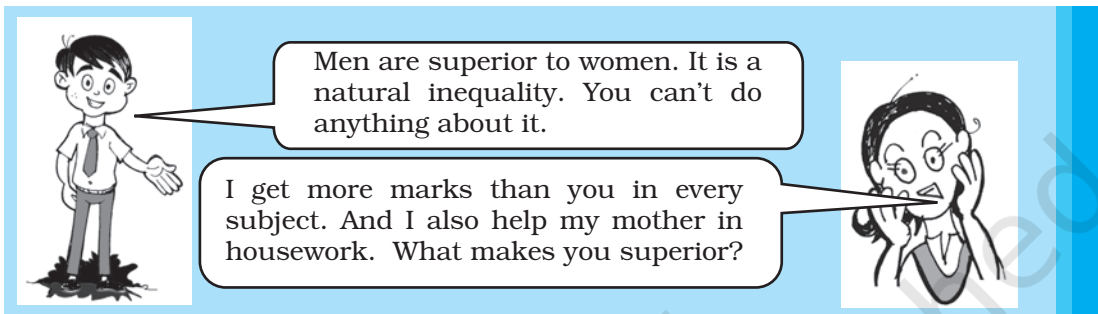 Men are superior to women. It is a
natural inequality. You can't do
anything about it.
I get more marks than you in every
subject. And I also help my mother in
housework. What makes you superior?